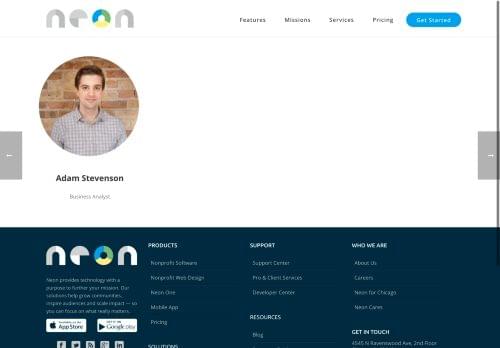 neon
Features Missions Services Pricing Get Started
←
→
Adam Stevenson
Business Analyst
neon
Neon provides technology with a
purpose to further your mission. Our
solutions help grow communities,
inspire audiences and scale impact — so
you can focus on what really matters.
Available on the
App Store
Google play
PRODUCTS
Nonprofit Software
Nonprofit Web Design
Neon One
Mobile App
Pricing
SOLUTIONS
SUPPORT
Support Center
Pro & Client Services
Developer Center
RESOURCES
Blog
WHO WE ARE
About Us
Careers
Neon for Chicago
Neon Cares
GET IN TOUCH
4545 N Ravenswood Ave, 2nd Floor